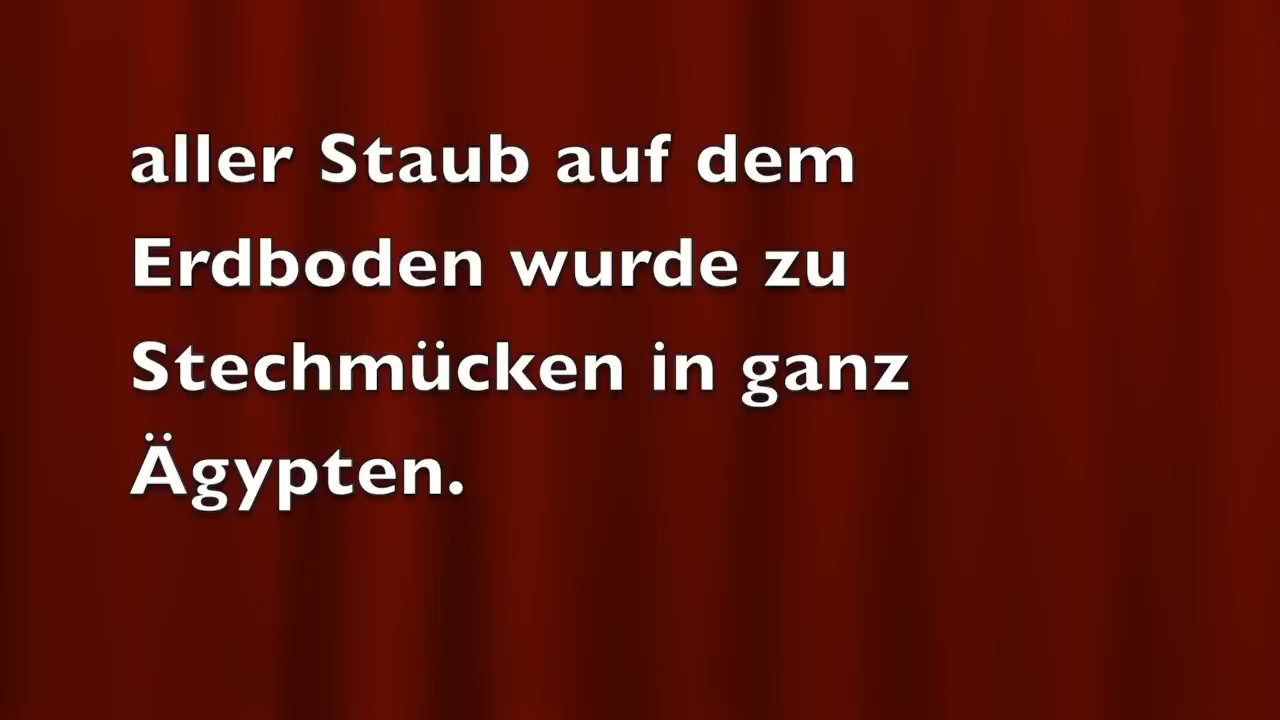 aller Staub auf dem
Erdboden wurde zu
Stechmücken in ganz
Ägypten.